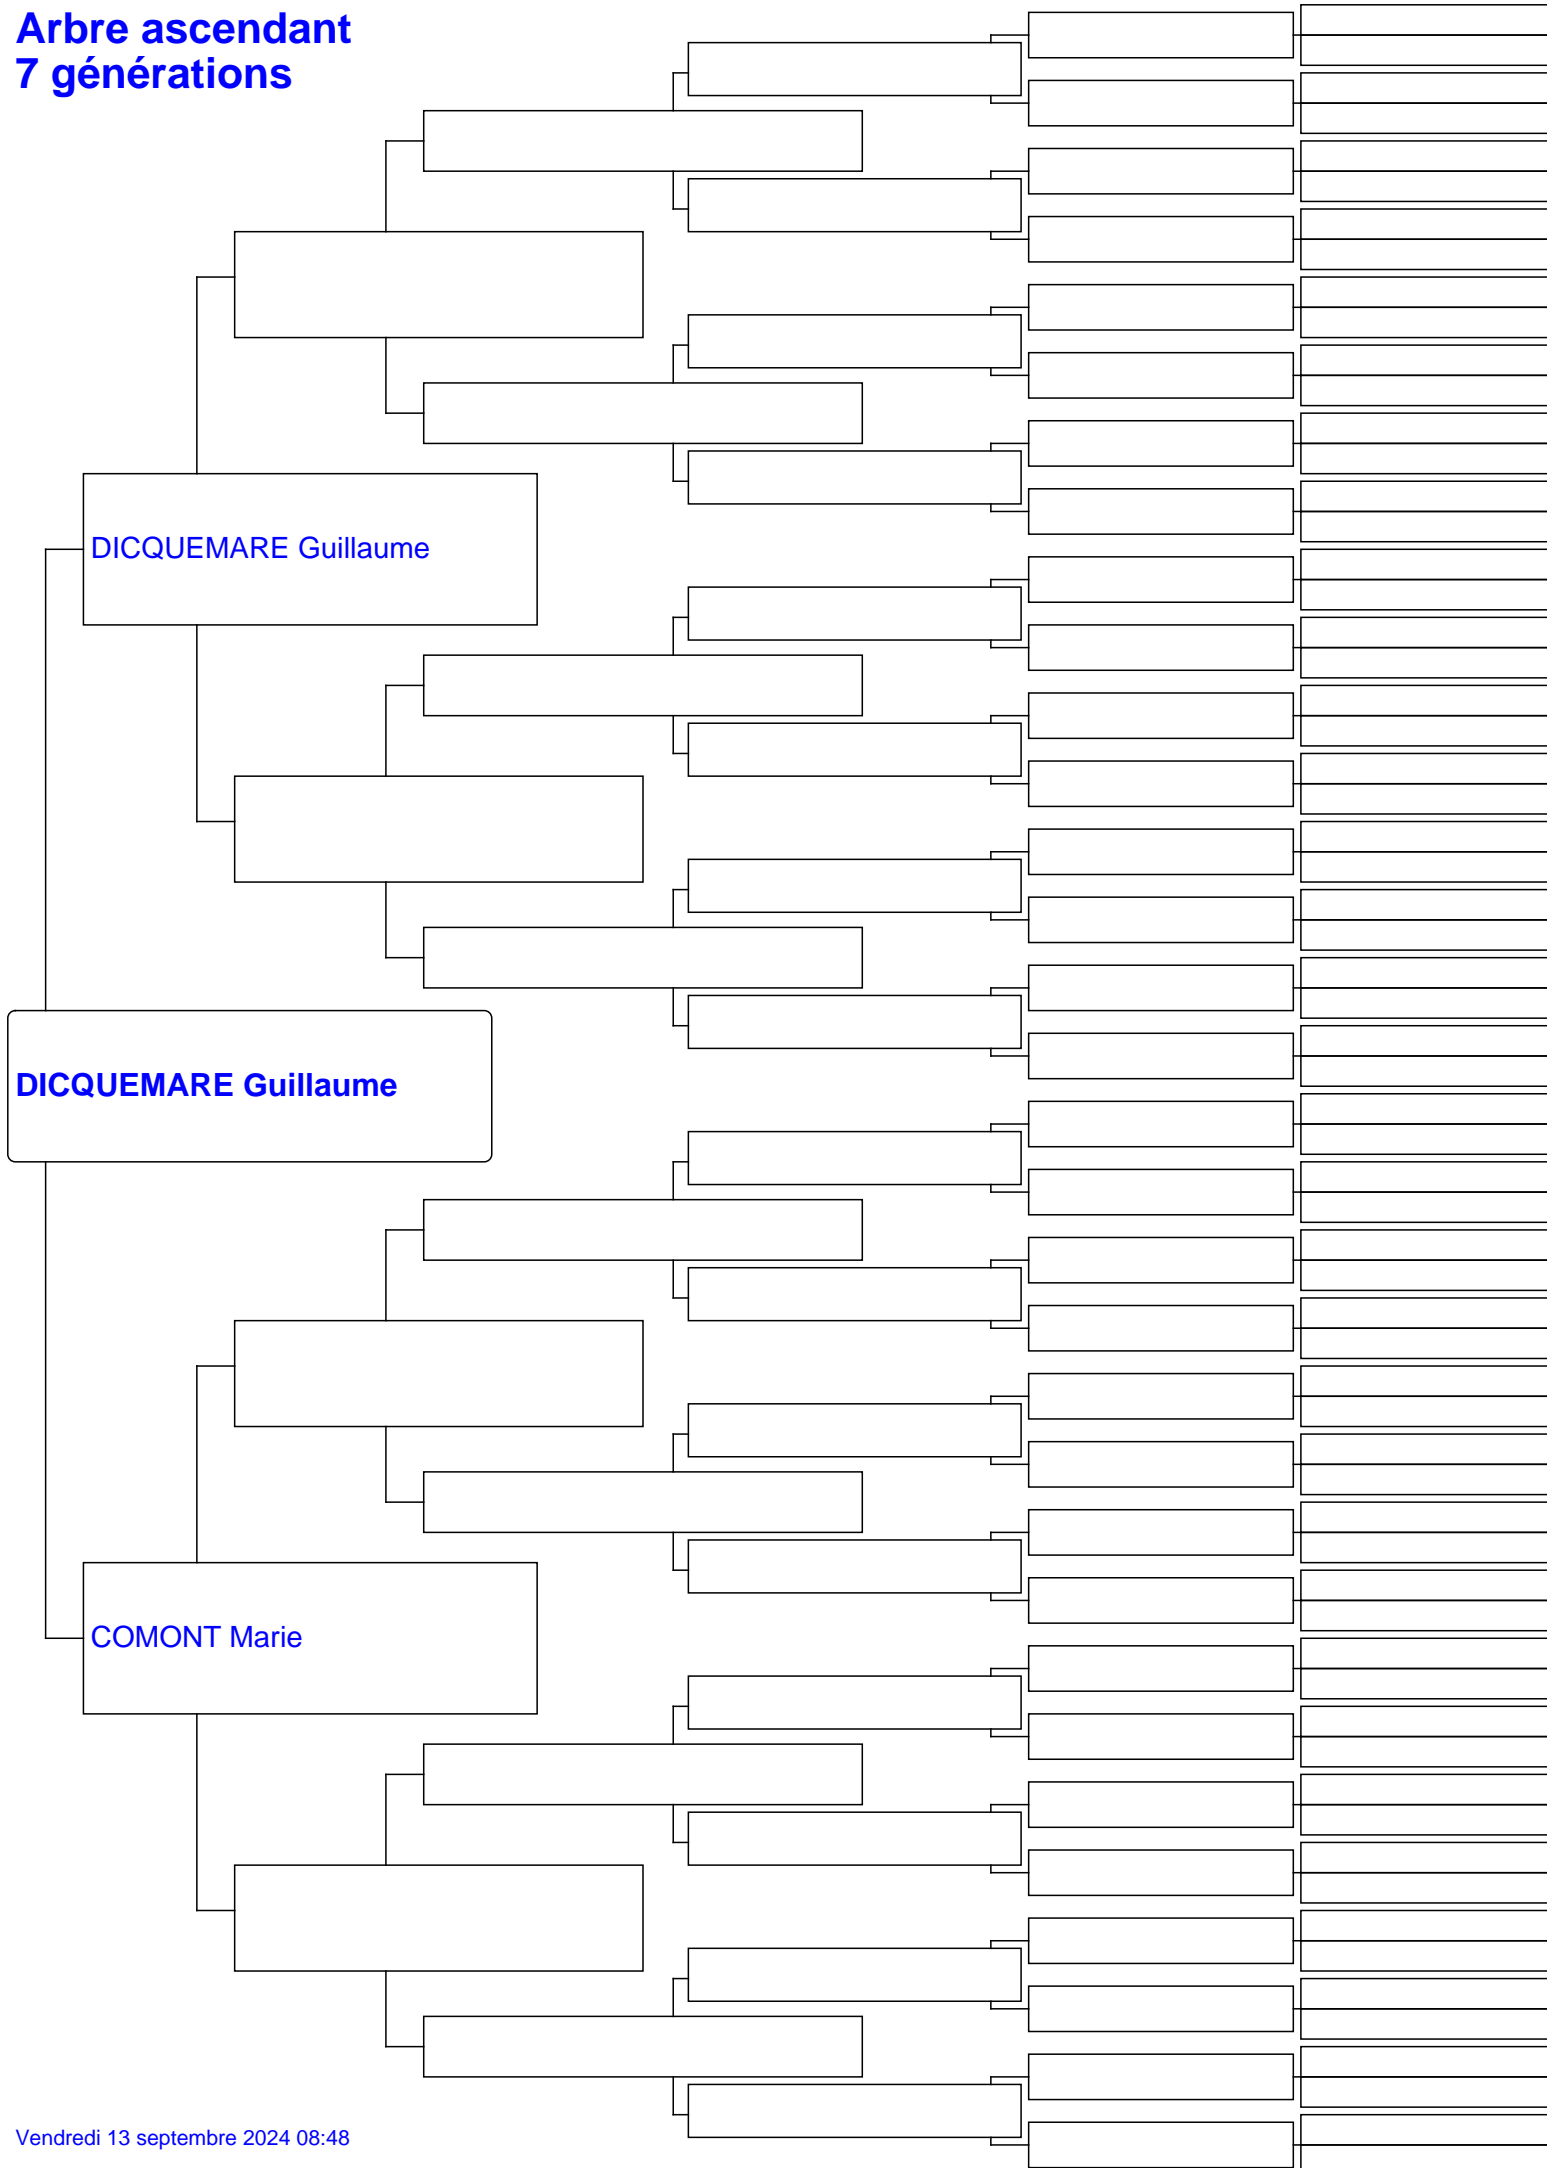 Arbre ascendant
7 générations
DICQUEMARE Guillaume
DICQUEMARE Guillaume
COMONT Marie
Vendredi 13 septembre 2024 08:48